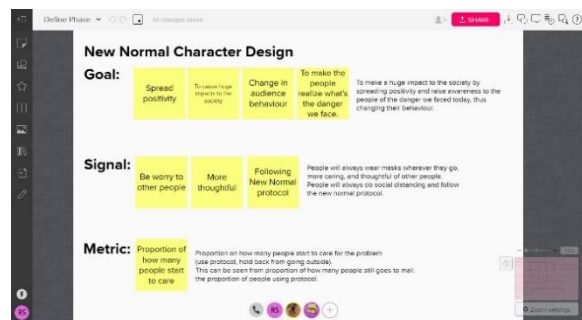 Define Phase
All changes saved
SHARE
New Normal Character Design
Goal:
Spread
positivity
To cause huge
impacts to the
society
Change in
audience
behaviour
To make the
people
realize what's
the danger
we face.
To make a huge impact to the society by
spreading positivity and raise awareness to the
people of the danger we faced today, thus
changing their behaviour.
Signal:
Be worry to
other people
More
thoughtful
Following
New Normal
protocol
People will always wear masks wherever they go,
more caring, and thoughtful of other people.
People will always do social distancing and follow
the new normal protocol.
Metric:
Proportion of
how many
people start
to care
Proportion on how many people start to care for the problem
(use protocol, hold back from going outside).
This can be seen from proportion of how many people still goes to mall,
the proportion of people using protocol.
RS
RS
Zoom settings